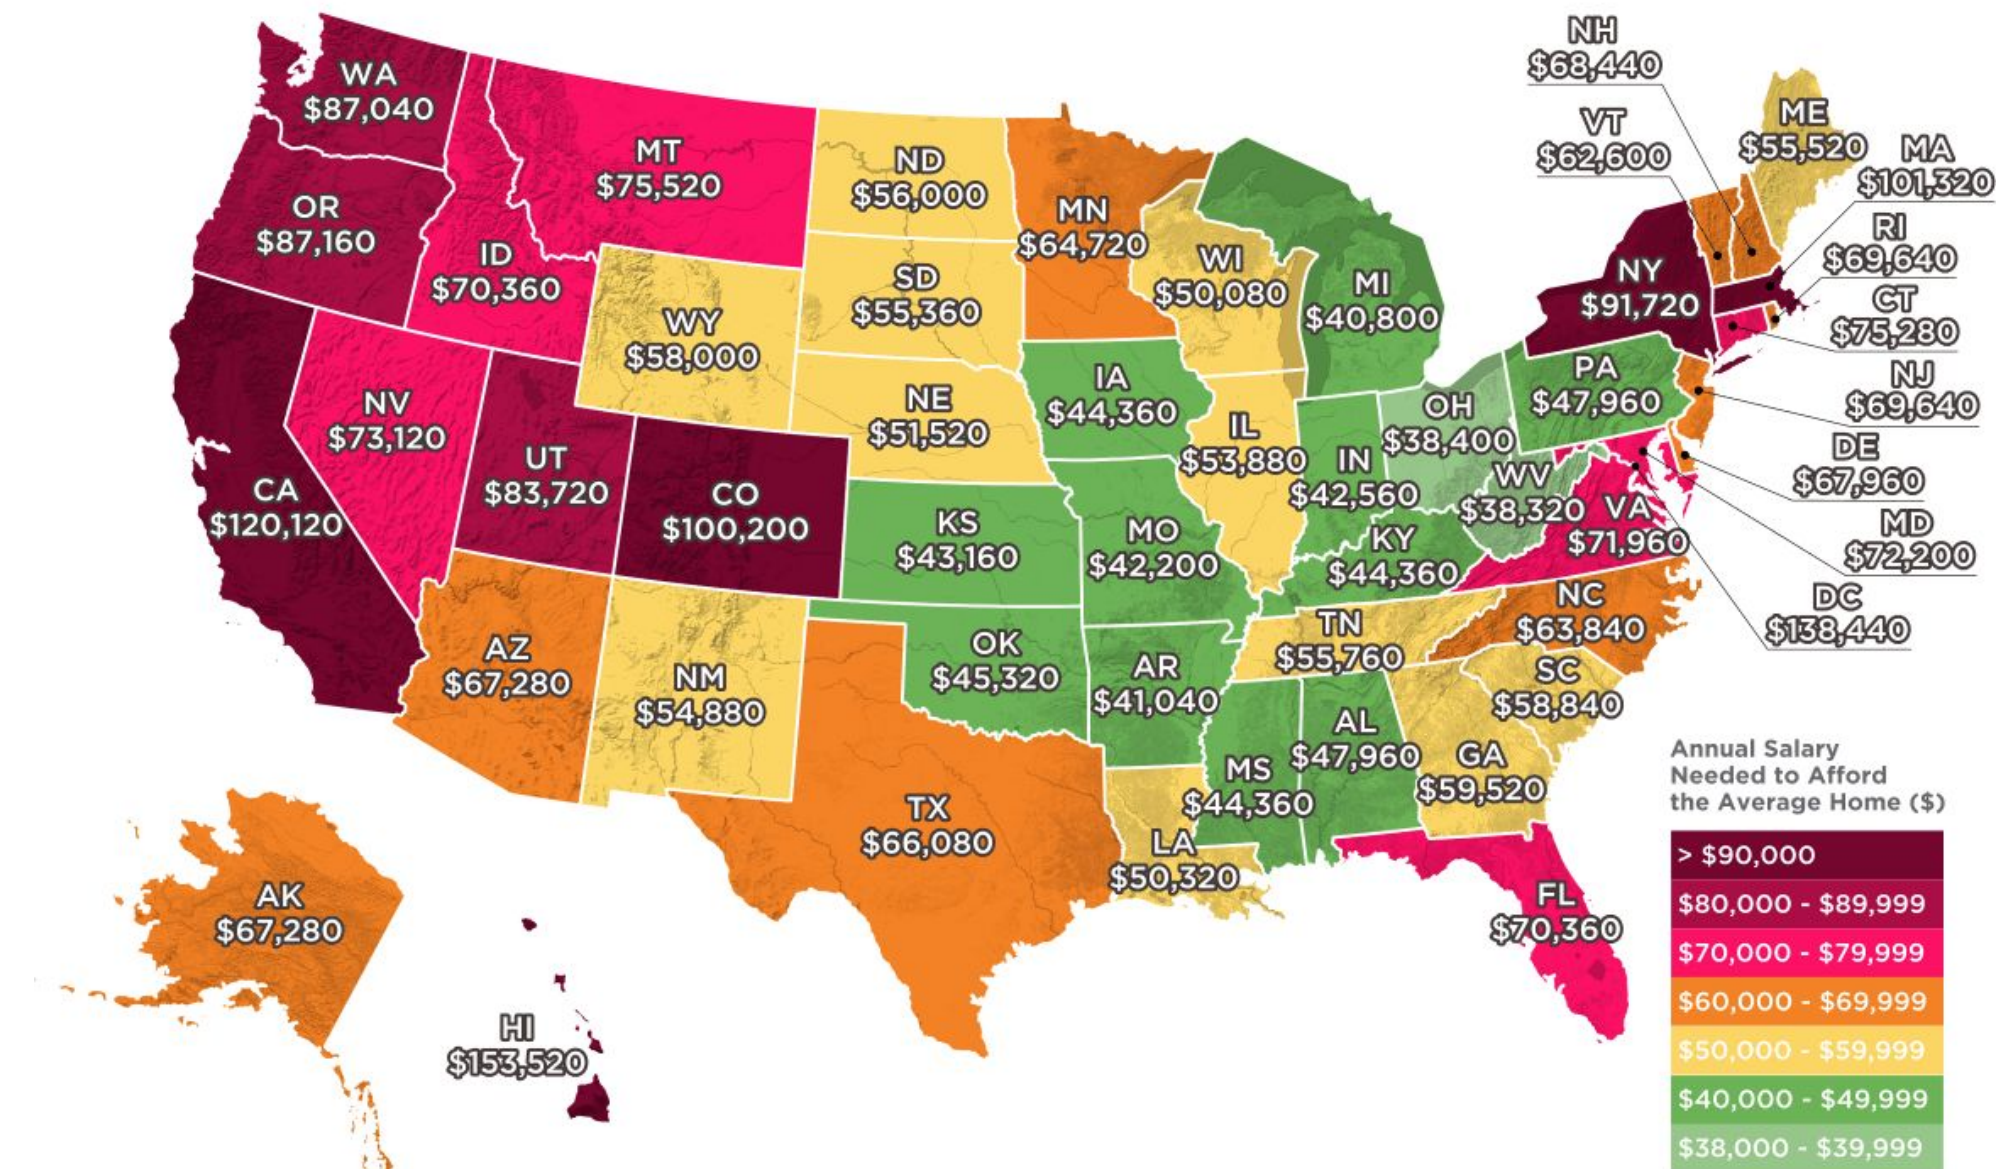 WA
$87,040
OR
$87,160
CA
$120,120
ID
$70,360
NV
$73,120
MT
$75,520
WY
$58,000
UT
$83,720
CO
$100,200
AZ
$67,280
NM
$54,880
ND
$56,000
SD
$55,360
NE
$51,520
KS
$43,160
OK
$45,320
TX
$66,080
MN
$64,720
IA
$44,360
MO
$42,200
AR
$41,040
LA
$50,320
WI
$50,080
IL
$53,880
MI
$40,800
IN
$42,560
OH
$38,400
KY
$44,360
WV
$38,320
VA
$71,960
TN
$55,760
NC
$63,840
SC
$58,840
MS
$44,360
AL
$47,960
GA
$59,520
FL
$70,360
PA
$47,960
NY
$91,720
NH
$68,440
VT
$62,600
ME
$55,520
MA
$101,320
RI
$69,640
CT
$75,280
NJ
$69,640
DE
$67,960
MD
$72,200
DC
$138,440
AK
$67,280
HI
$153,520
Annual Salary
Needed to Afford
the Average Home ($)
> $90,000
$80,000 - $89,999
$70,000 - $79,999
$60,000 - $69,999
$50,000 - $59,999
$40,000 - $49,999
$38,000 - $39,999